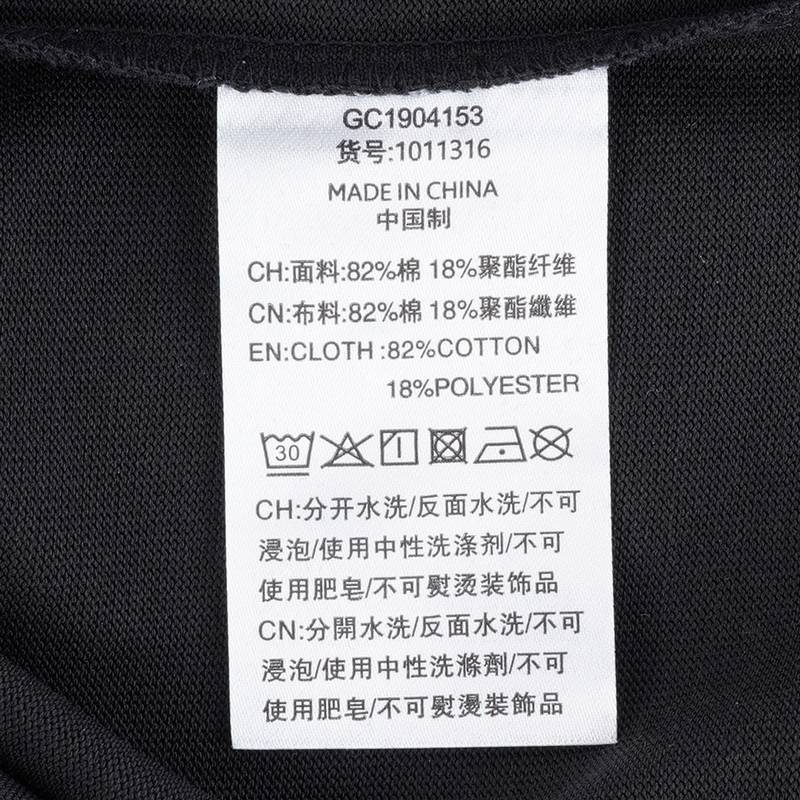 GC1904153
货号:1011316
MADE IN CHINA
中国制
CH:面料:82%棉 18%聚酯纤维
CN:布料:82%棉 18%聚酯纖維
EN:CLOTH :82%COTTON
18%POLYESTER
30
CH:分开水洗/反面水洗/不可
浸泡/使用中性洗涤剂/不可
使用肥皂/不可熨烫装饰品
CN:分開水洗/反面水洗/不可
浸泡/使用中性洗滌劑/不可
使用肥皂/不可熨燙裝飾品